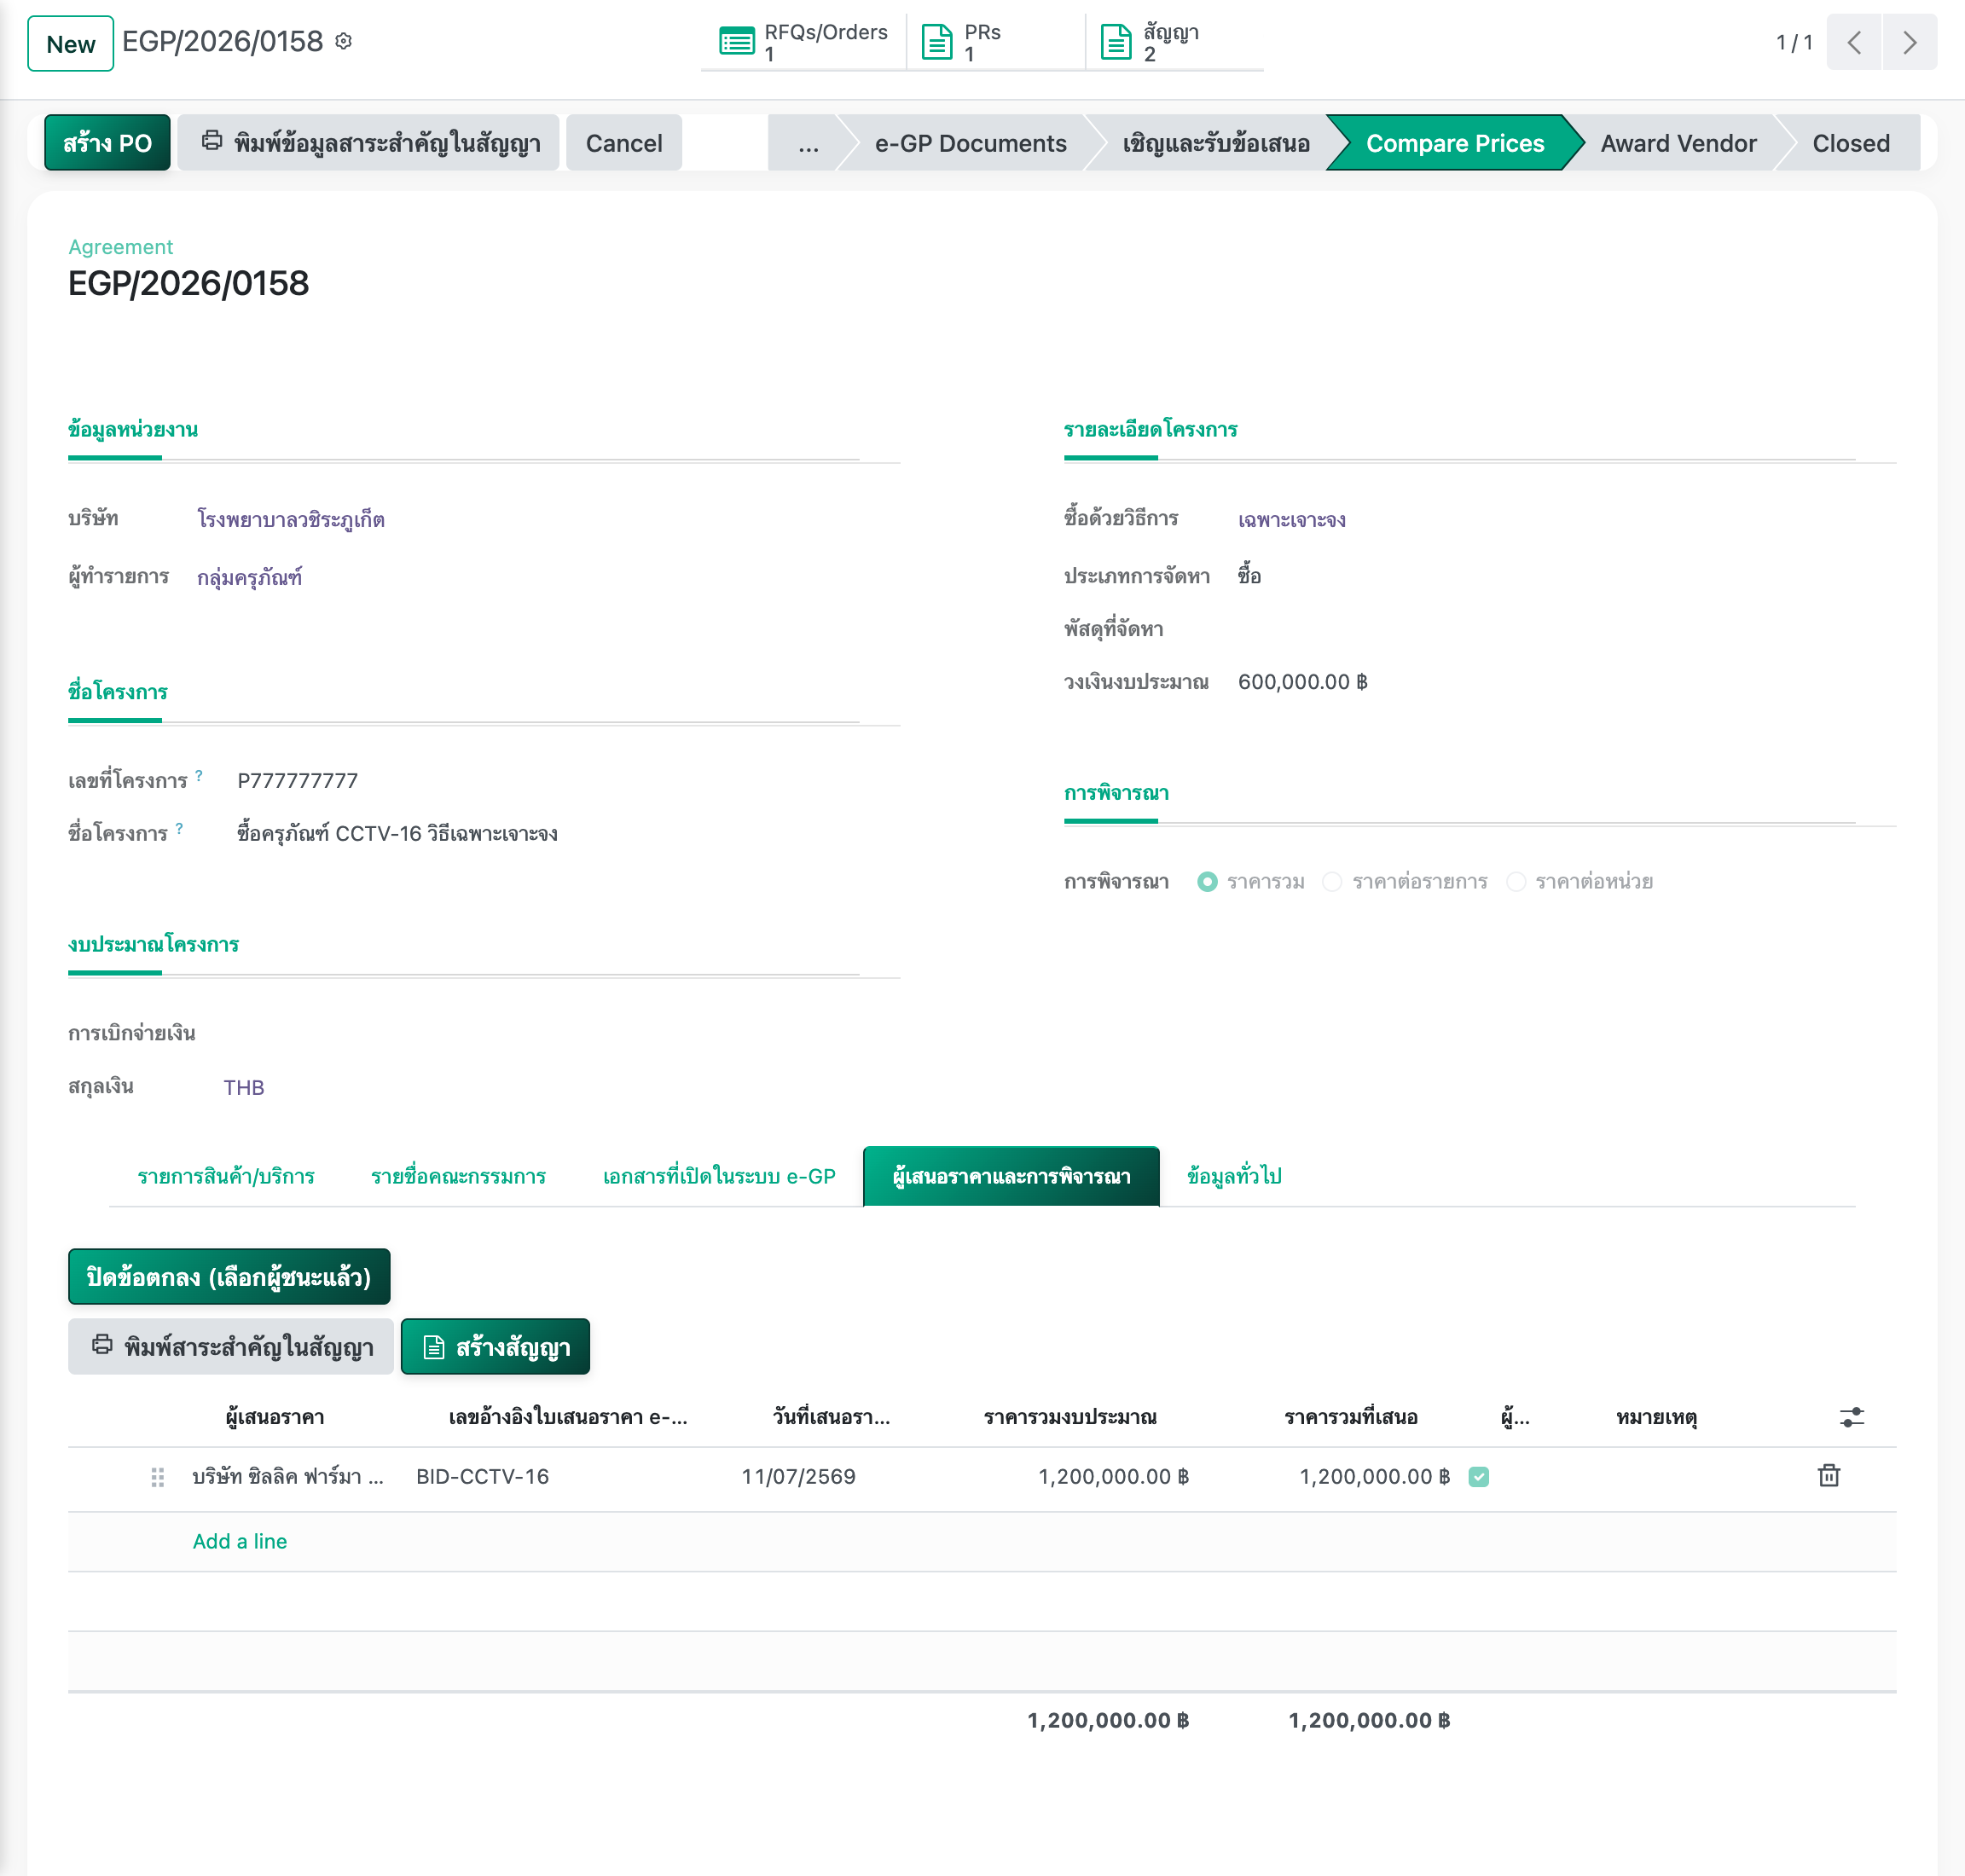 New
EGP/2026/0158
RFQs/Orders
1
PRs
1
สัญญา
2
1 / 1
สร้าง PO
พิมพ์ข้อมูลสาระสำคัญในสัญญา
Cancel
...
e-GP Documents
เชิญและรับข้อเสนอ
Compare Prices
Award Vendor
Closed
Agreement
EGP/2026/0158
ข้อมูลหน่วยงาน
บริษัท โรงพยาบาลวชิระภูเก็ต
ผู้ทำรายการ กลุ่มครุภัณฑ์
รายละเอียดโครงการ
ซื้อด้วยวิธีการ เฉพาะเจาะจง
ประเภทการจัดหา ซื้อ
พัสดุที่จัดหา
วงเงินงบประมาณ 600,000.00 ฿
ชื่อโครงการ
เลขที่โครงการ ? P777777777
ชื่อโครงการ ? ซื้อครุภัณฑ์ CCTV-16 วิธีเฉพาะเจาะจง
การพิจารณา
การพิจารณา ราคารวม ราคาต่อรายการ ราคาต่อหน่วย
งบประมาณโครงการ
การเบิกจ่ายเงิน
สกุลเงิน THB
รายการสินค้า/บริการ รายชื่อคณะกรรมการ เอกสารที่เปิดในระบบ e-GP ผู้เสนอราคาและการพิจารณา ข้อมูลทั่วไป
ปิดข้อตกลง (เลือกผู้ชนะแล้ว)
พิมพ์สาระสำคัญในสัญญา สร้างสัญญา
ผู้เสนอราคา เลขอ้างอิงใบเสนอราคา e-... วันที่เสนอรา... ราคารวมงบประมาณ ราคารวมที่เสนอ ผู้... หมายเหตุ
บริษัท ซิลลิค ฟาร์มา ... BID-CCTV-16 11/07/2569 1,200,000.00 ฿ 1,200,000.00 ฿
Add a line
1,200,000.00 ฿ 1,200,000.00 ฿